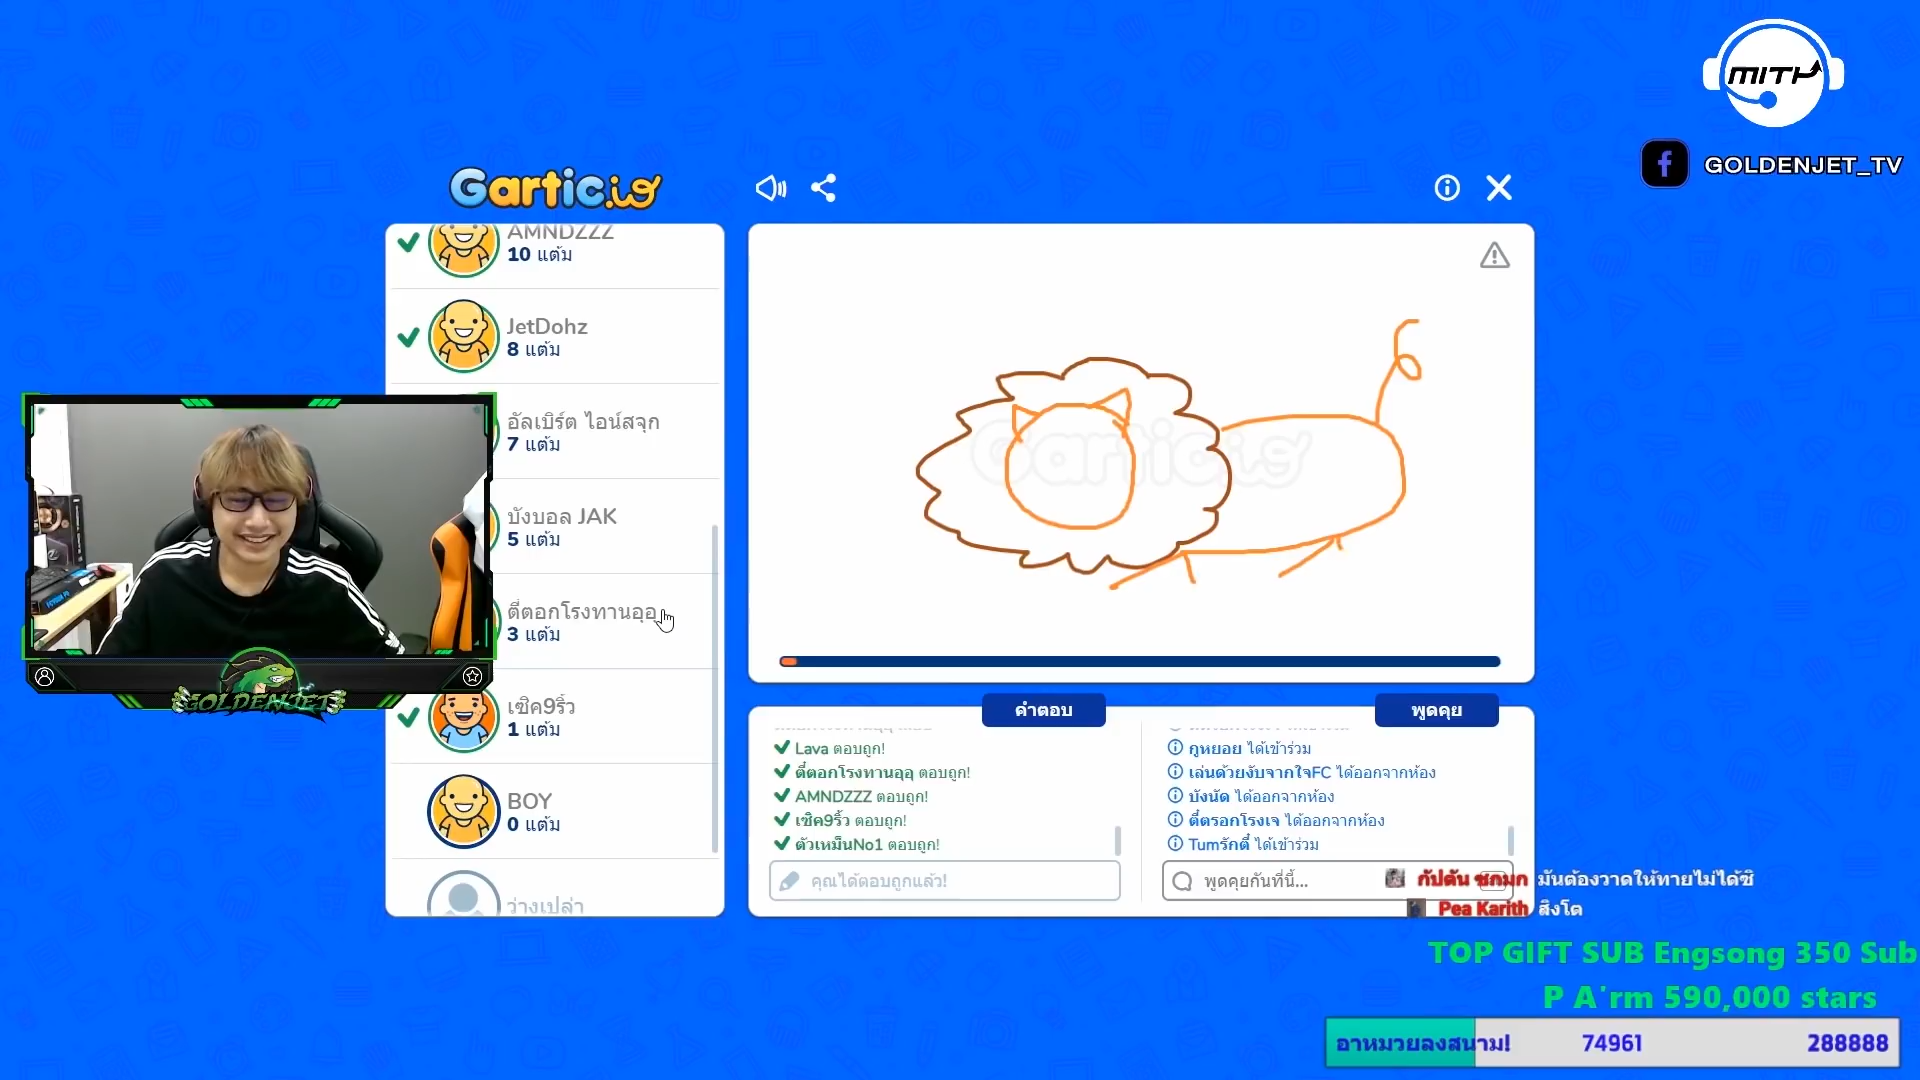 MITH
GOLDENJET_TV
Gartic.io
AMNDZZZ
10 แต้ม
JetDohz
8 แต้ม
อัลเบิร์ต ไอน์สจุก
7 แต้ม
บังบอล JAK
5 แต้ม
ตี๋ตอกโรงทานอุอุ
3 แต้ม
เซ็ค9ริ้ว
1 แต้ม
BOY
0 แต้ม
ว่างเปล่า
Gartic.io
GOLDENJET
คำตอบ
Lava ตอบถูก!
ตี๋ตอกโรงทานอุอุ ตอบถูก!
AMNDZZZ ตอบถูก!
เซ็ค9ริ้ว ตอบถูก!
ตัวเหม็นNo1 ตอบถูก!
คุณได้ตอบถูกแล้ว!
พูดคุย
กูหยอย ได้เข้าร่วม
เล่นด้วยงับจากใจFC ได้ออกจากห้อง
บังนัด ได้ออกจากห้อง
ตี๋ตรอกโรงเจ ได้ออกจากห้อง
Tumรักตี๋ ได้เข้าร่วม
พูดคุยกันที่นี้...
กัปตัน ซกมก มันต้องวาดให้ทายไม่ได้ซิ
Pea Karith สิงโต
TOP GIFT SUB Engsong 350 Sub
P A'rm 590,000 stars
อาหมวยลงสนาม! 74961 288888